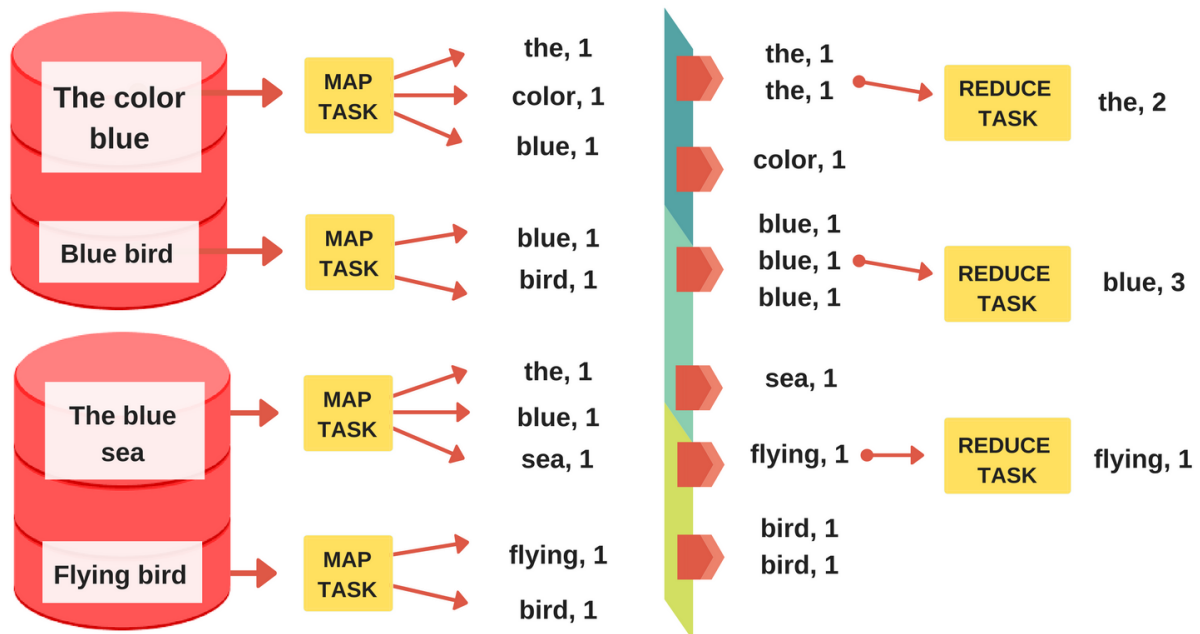 The color
blue
MAP
TASK
the, 1
color, 1
blue, 1
Blue bird
MAP
TASK
blue, 1
bird, 1
The blue
sea
MAP
TASK
the, 1
blue, 1
sea, 1
Flying bird
MAP
TASK
flying, 1
bird, 1
the, 1
the, 1
REDUCE
TASK
the, 2
color, 1
blue, 1
blue, 1
blue, 1
REDUCE
TASK
blue, 3
sea, 1
flying, 1
REDUCE
TASK
flying, 1
bird, 1
bird, 1